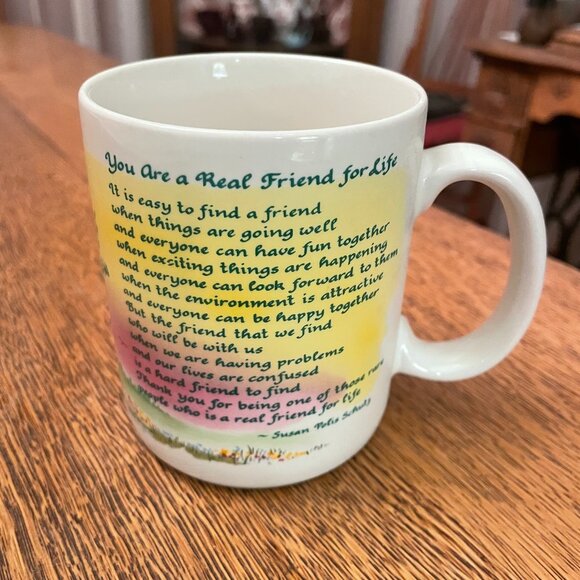 You Are a Real Friend for Life
It is easy to find a friend
when things are going well
and everyone can have fun together
when exciting things are happening
and everyone can look forward to them
when the environment is attractive
and everyone can be happy together
But the friend that we find
who will be with us
when we are having problems
and our lives are confused
is a hard friend to find
Thank you for being one of those rare
people who is a real friend for life
~ Susan Polis Schutz